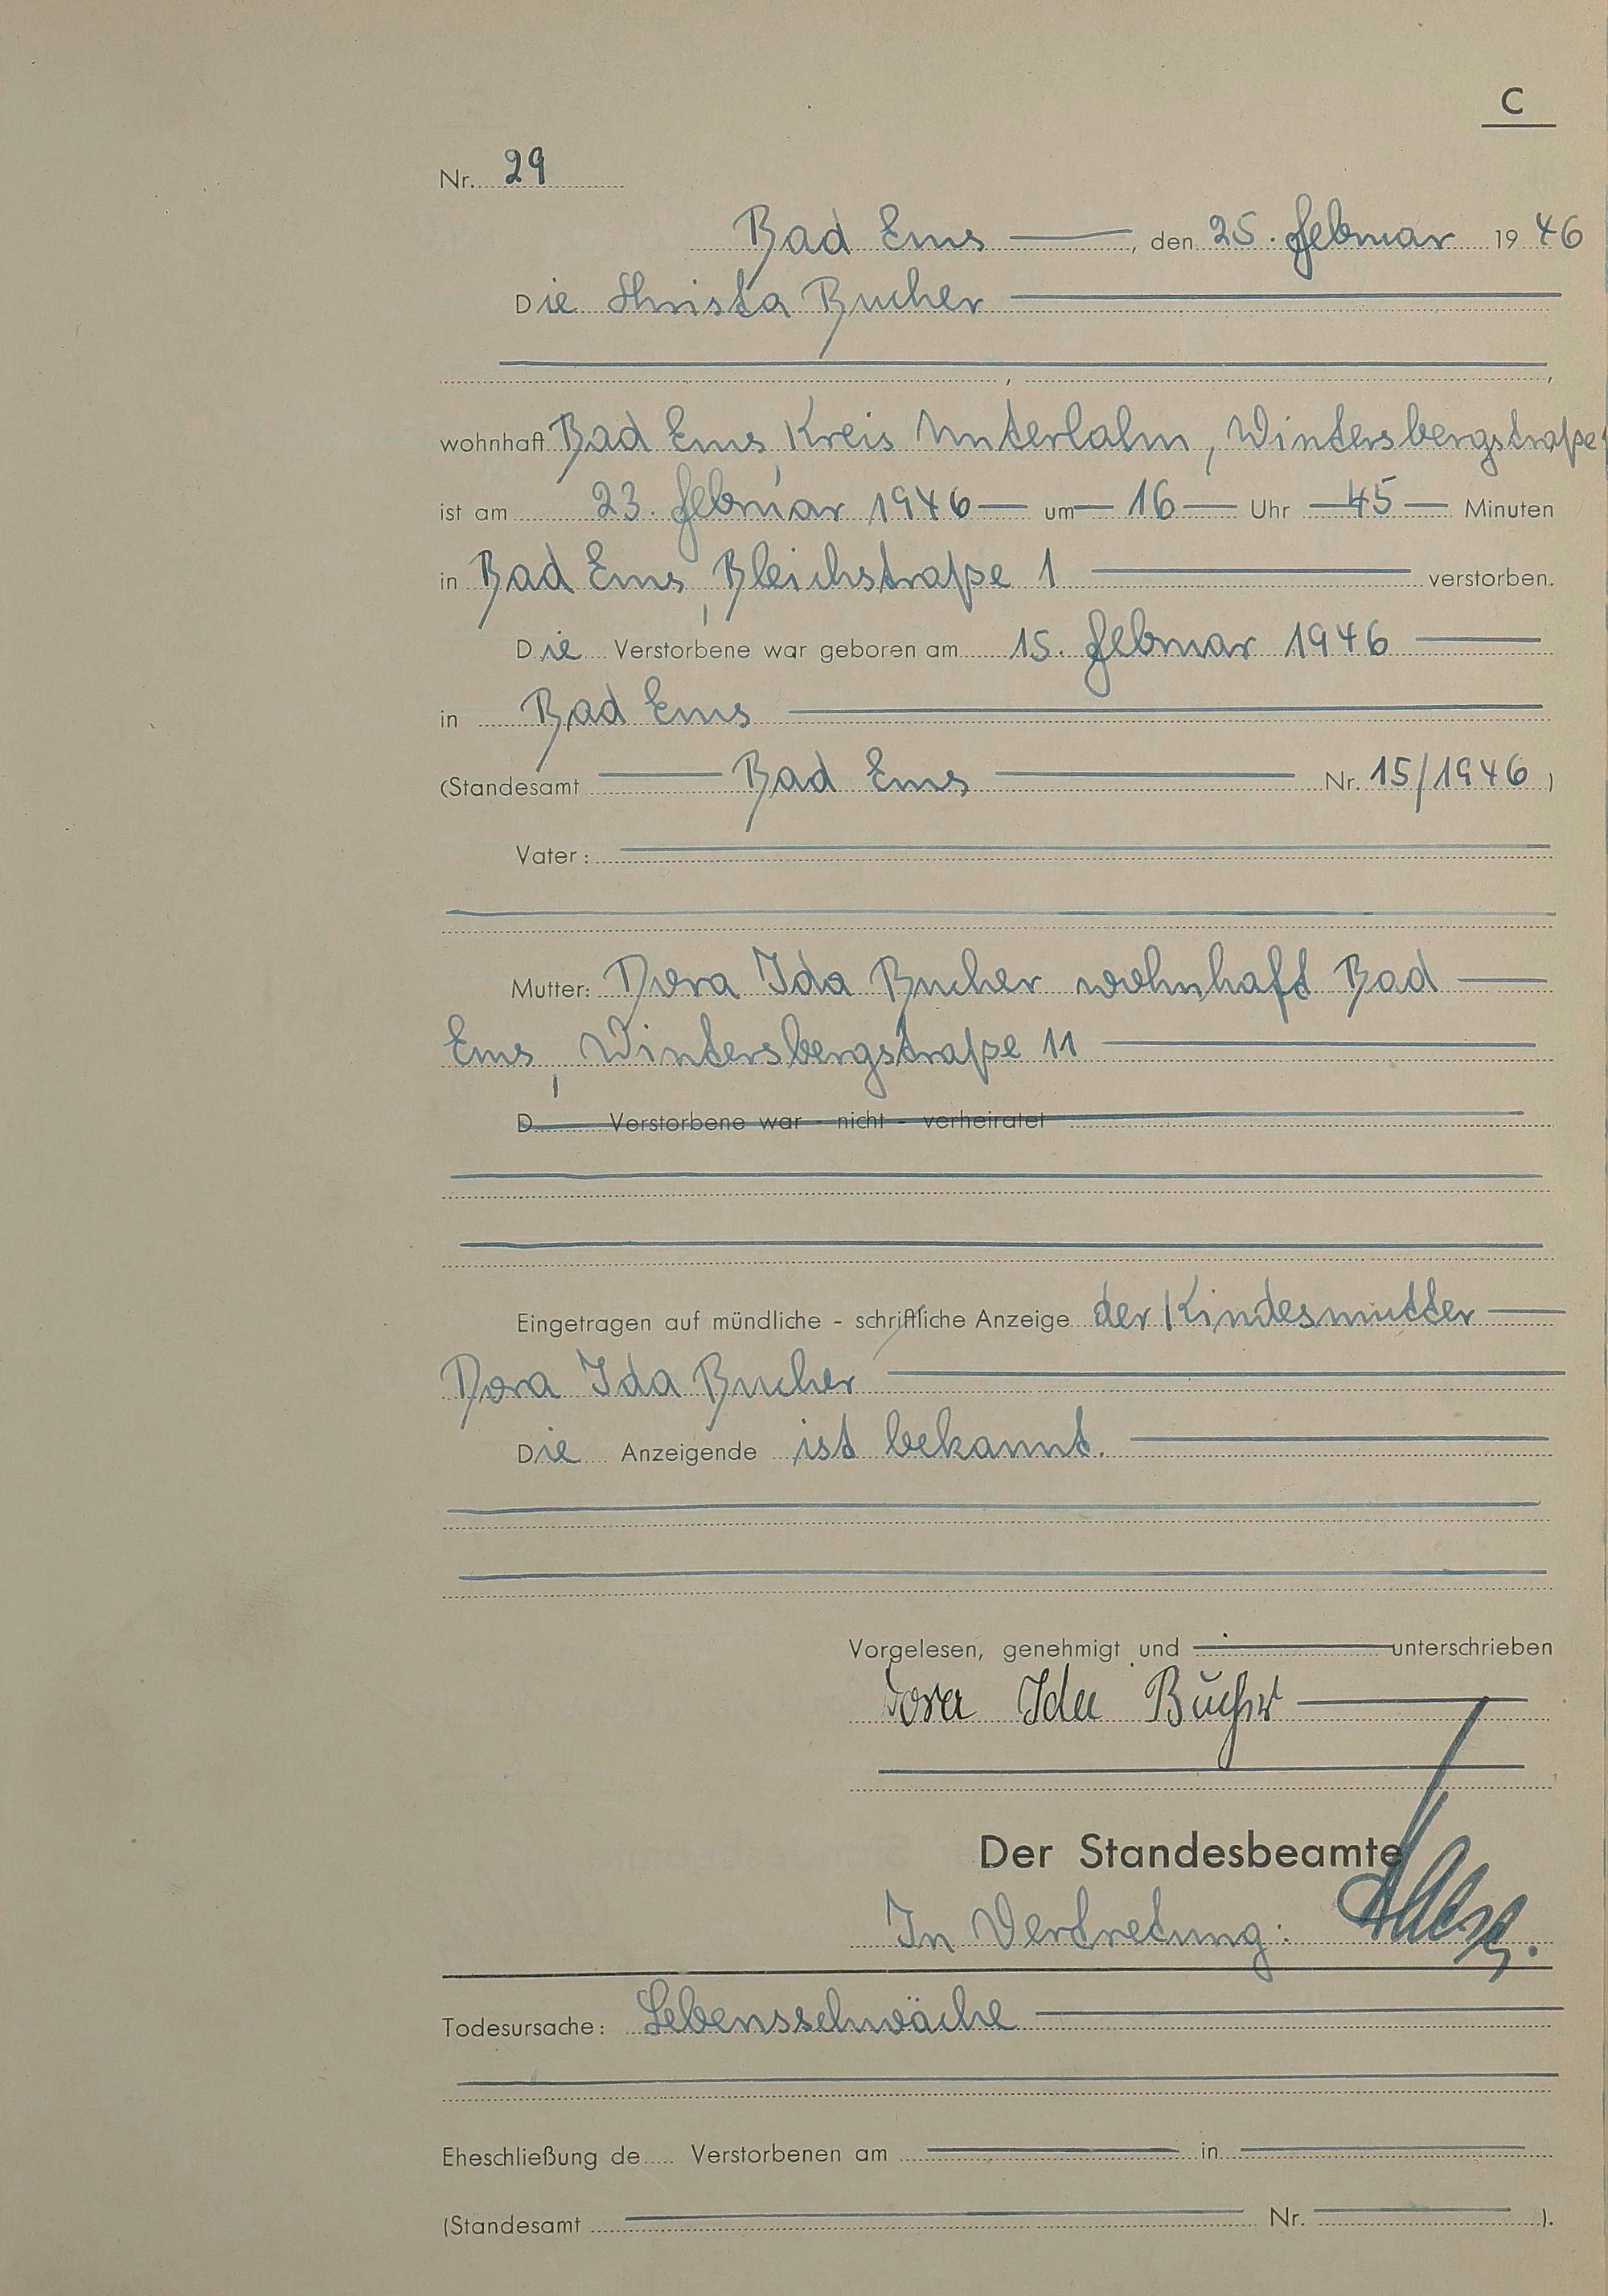 C
Nr. 29
Bad Ems, den 25. Februar 1946
Die Christa Bucher
, ,
wohnhaft Bad Ems, Kreis Unterlahn, Wintersbergstraße
ist am 23. Februar 1946 um 16 Uhr 45 Minuten
in Bad Ems, Bleichstraße 1 verstorben.
Die Verstorbene war geboren am 15. Februar 1946
in Bad Ems
(Standesamt Bad Ems Nr. 15/1946)
Vater:
Mutter: Dora Ida Bucher wohnhaft Bad
Ems, Wintersbergstraße 11
D Verstorbene war - nicht - verheiratet
Eingetragen auf mündliche - schriftliche Anzeige der Kindesmutter
Dora Ida Bucher
Die Anzeigende ist bekannt.
Vorgelesen, genehmigt und unterschrieben
Dora Ida Bucher
Der Standesbeamte
In Vertretung:
Todesursache: Lebensschwäche
Eheschließung de Verstorbenen am in
(Standesamt Nr. ).